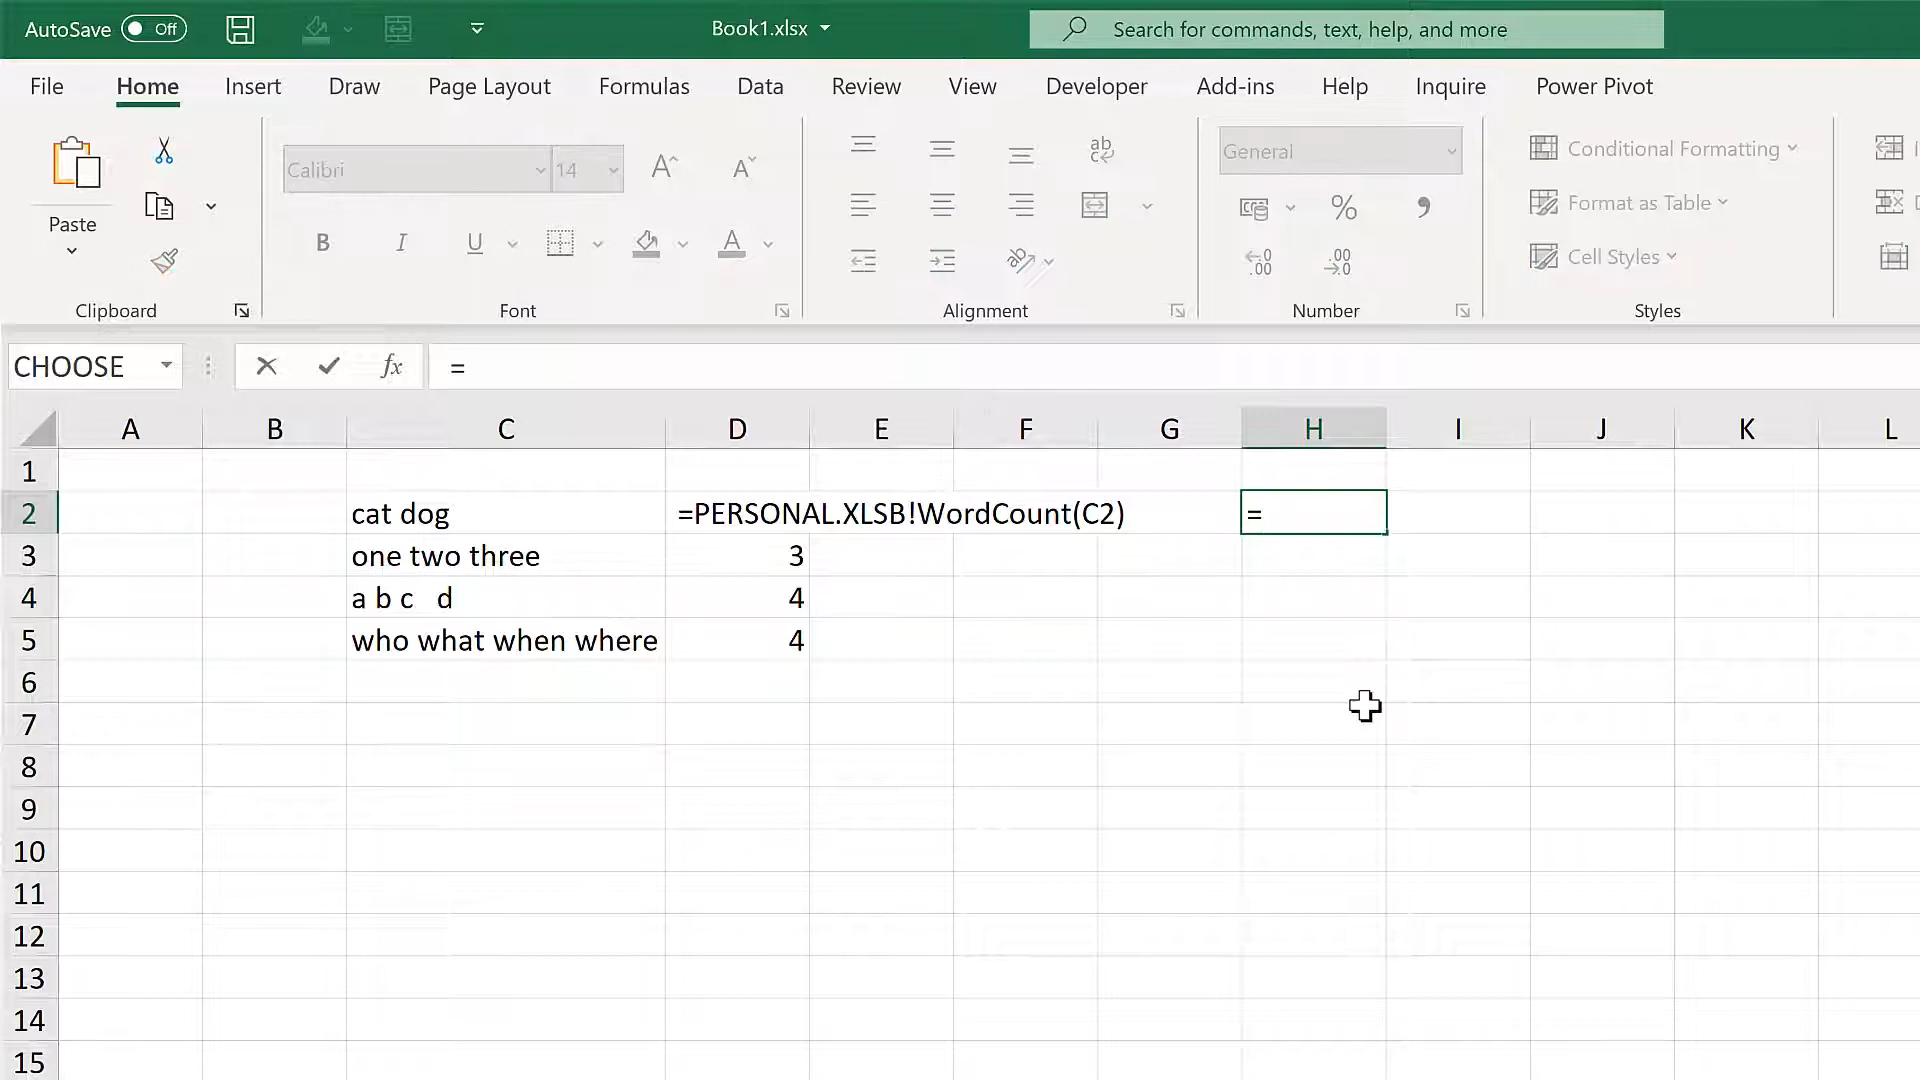 AutoSave Off Book1.xlsx Search for commands, text, help, and more
File Home Insert Draw Page Layout Formulas Data Review View Developer Add-ins Help Inquire Power Pivot
Paste
Calibri 14
General
Conditional Formatting
Format as Table
Cell Styles
Clipboard Font Alignment Number Styles
CHOOSE fx =
A B C D E F G H I J K L
1
2 cat dog =PERSONAL.XLSB!WordCount(C2) =
3 one two three 3
4 a b c   d 4
5 who what when where 4
6
7
8
9
10
11
12
13
14
15